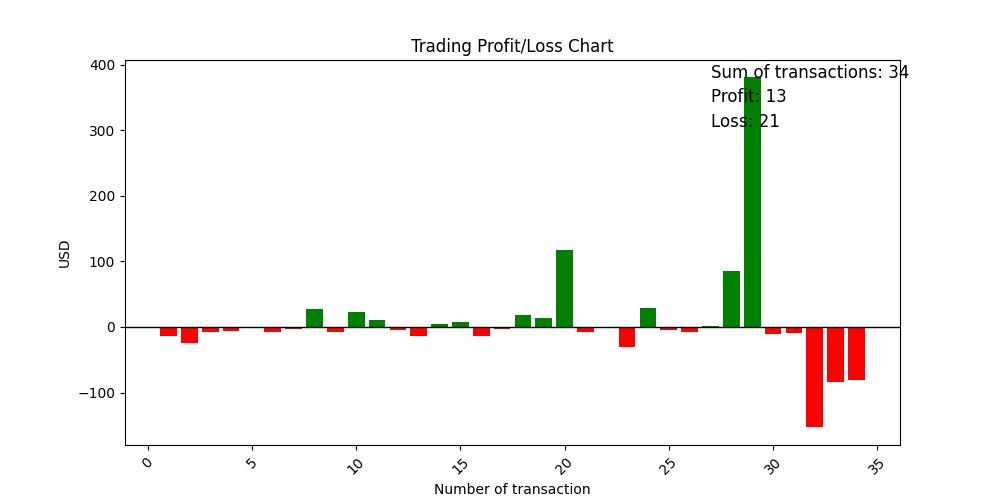 Trading Profit/Loss Chart
Sum of transactions: 34
Profit: 13
Loss: 21
USD
400
300
200
100
0
−100
0 5 10 15 20 25 30 35
Number of transaction